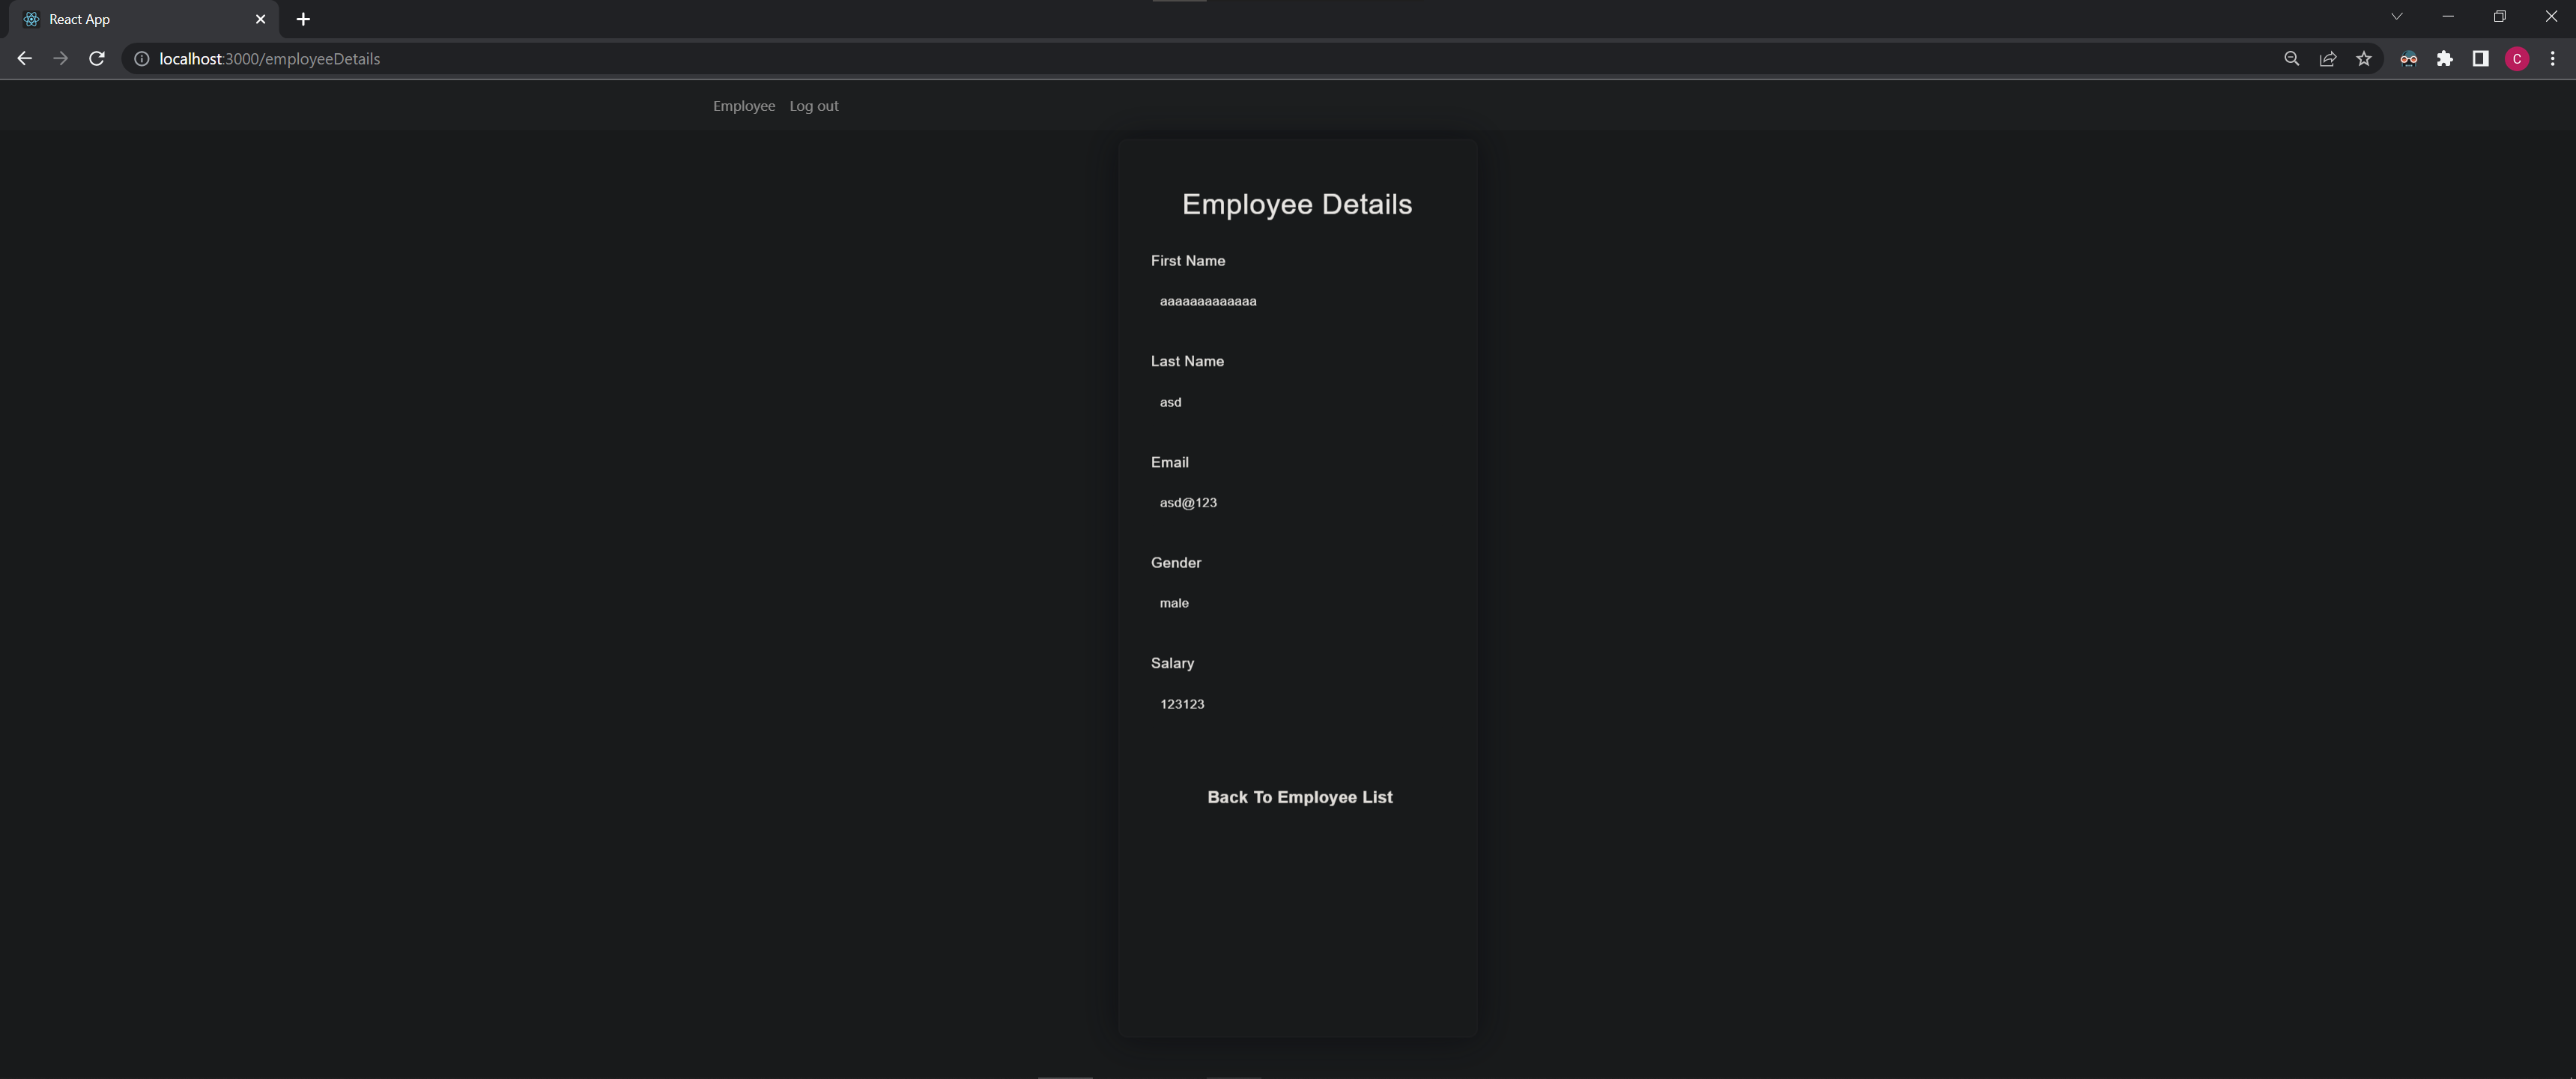 React App
localhost:3000/employeeDetails
C
Employee Log out
Employee Details
First Name
aaaaaaaaaaaaa
Last Name
asd
Email
asd@123
Gender
male
Salary
123123
Back To Employee List